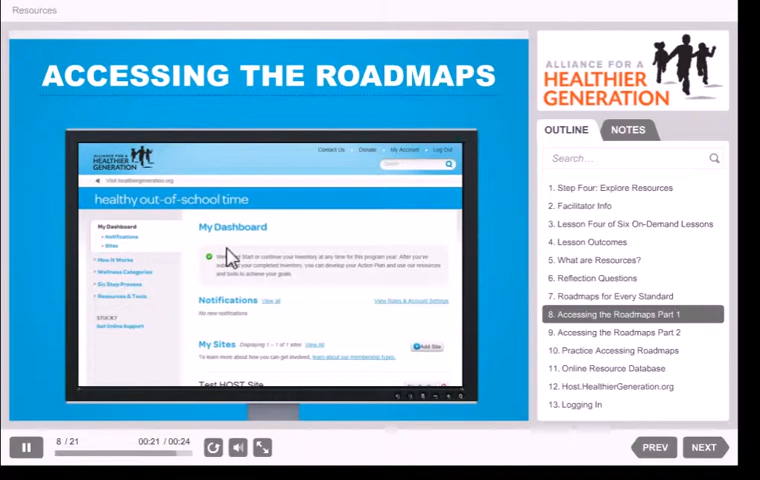 Resources
ACCESSING THE ROADMAPS
ALLIANCE FOR A
HEALTHIER
GENERATION
Contact Us Donate My Account Log Out
Search
Visit healthiergeneration.org
healthy out-of-school time
My Dashboard
Notifications
Sites
How It Works
Wellness Categories
Six Step Process
Resources & Tools
STUCK?
Get Online Support
My Dashboard
Start or continue your Inventory at any time for this program year. After you've
your completed Inventory, you can develop your Action Plan and use our resources
and tools to achieve your goals.
Notifications View all View Roles & Account Settings
No new notifications
My Sites Displaying 1 – 1 of 1 sites View All Add Site
To learn more about how you can get involved, learn about our membership types.
Test HOST Site
ALLIANCE FOR A
HEALTHIER
GENERATION
OUTLINE NOTES
Search...
1. Step Four: Explore Resources
2. Facilitator Info
3. Lesson Four of Six On-Demand Lessons
4. Lesson Outcomes
5. What are Resources?
6. Reflection Questions
7. Roadmaps for Every Standard
8. Accessing the Roadmaps Part 1
9. Accessing the Roadmaps Part 2
10. Practice Accessing Roadmaps
11. Online Resource Database
12. Host.HealthierGeneration.org
13. Logging In
8 / 21 00:21 / 00:24
PREV NEXT